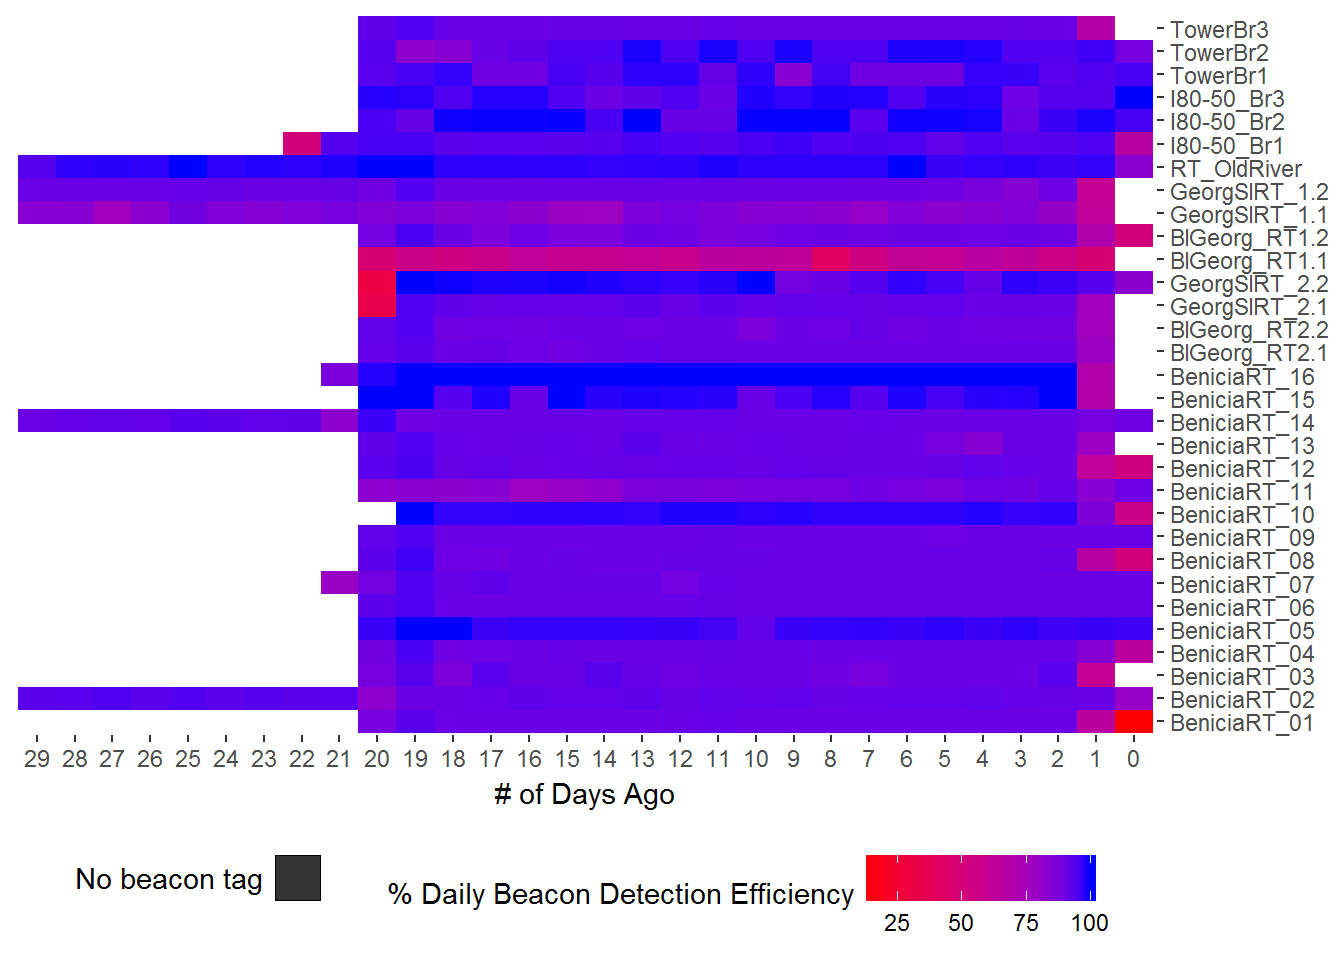 TowerBr3
TowerBr2
TowerBr1
I80-50_Br3
I80-50_Br2
I80-50_Br1
RT_OldRiver
GeorgSlRT_1.2
GeorgSlRT_1.1
BlGeorg_RT1.2
BlGeorg_RT1.1
GeorgSlRT_2.2
GeorgSlRT_2.1
BlGeorg_RT2.2
BlGeorg_RT2.1
BeniciaRT_16
BeniciaRT_15
BeniciaRT_14
BeniciaRT_13
BeniciaRT_12
BeniciaRT_11
BeniciaRT_10
BeniciaRT_09
BeniciaRT_08
BeniciaRT_07
BeniciaRT_06
BeniciaRT_05
BeniciaRT_04
BeniciaRT_03
BeniciaRT_02
BeniciaRT_01
29 28 27 26 25 24 23 22 21 20 19 18 17 16 15 14 13 12 11 10 9 8 7 6 5 4 3 2 1 0
# of Days Ago
No beacon tag
% Daily Beacon Detection Efficiency
25 50 75 100